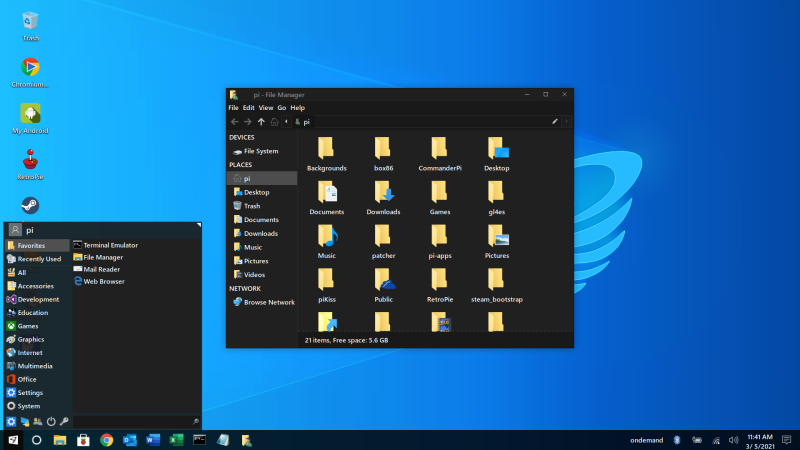 Trash
Chromium...
My Android
RetroPie
pi - File Manager
File Edit View Go Help
pi
DEVICES
File System
PLACES
pi
Desktop
Trash
Documents
Downloads
Music
Pictures
Videos
NETWORK
Browse Network
Backgrounds box86 CommanderPi Desktop
Documents Downloads Games gl4es
Music patcher pi-apps Pictures
piKiss Public RetroPie steam_bootstrap
21 items, Free space: 5.6 GB
pi
Favorites
Recently Used
All
Accessories
Development
Education
Games
Graphics
Internet
Multimedia
Office
Settings
System
Terminal Emulator
File Manager
Mail Reader
Web Browser
ondemand
11:41 AM
3/ 5/2021